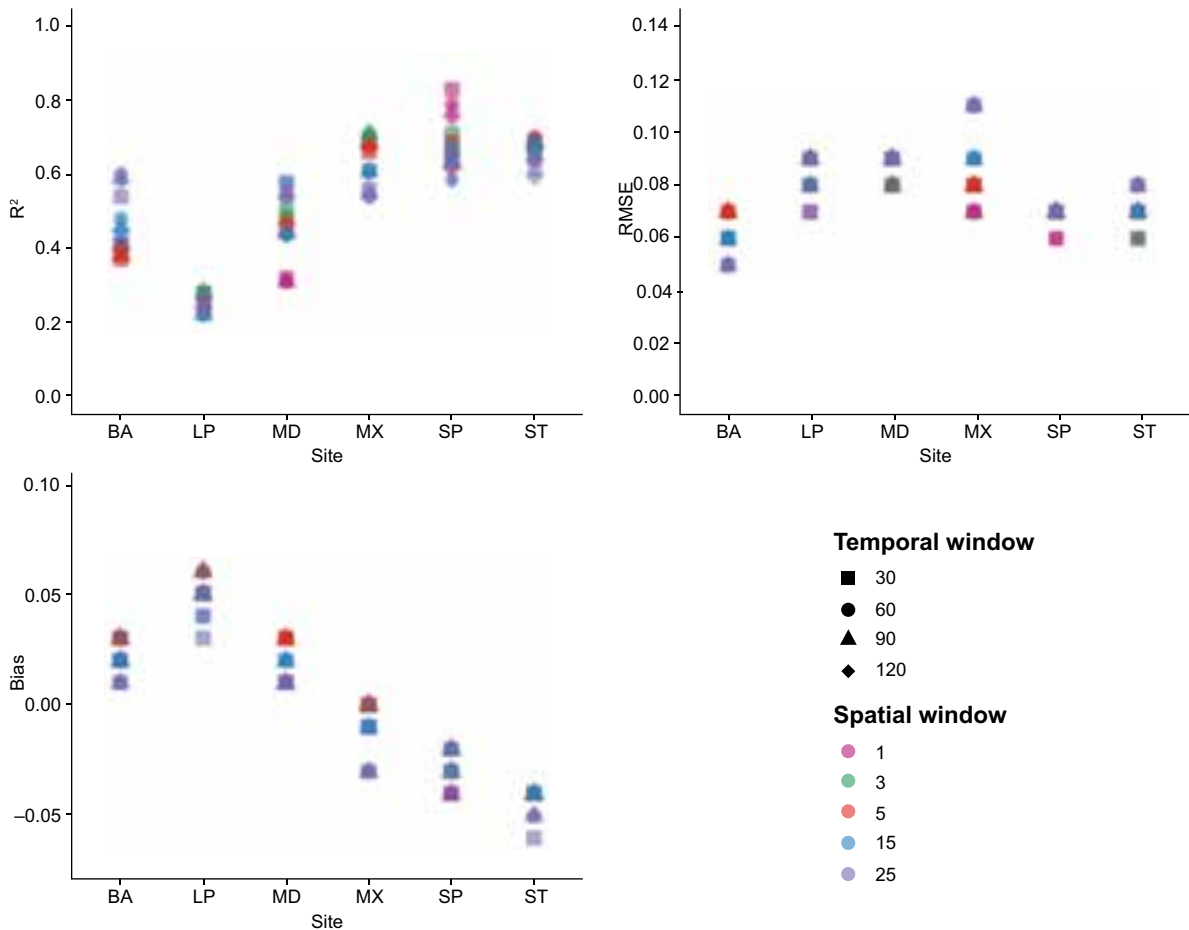 1.0
0.8
0.6
0.4
0.2
0.0
R²
BA LP MD MX SP ST
Site
0.14
0.12
0.10
0.08
0.06
0.04
0.02
0.00
RMSE
BA LP MD MX SP ST
Site
0.10
0.05
0.00
–0.05
Bias
BA LP MD MX SP ST
Site
Temporal window
30
60
90
120
Spatial window
1
3
5
15
25